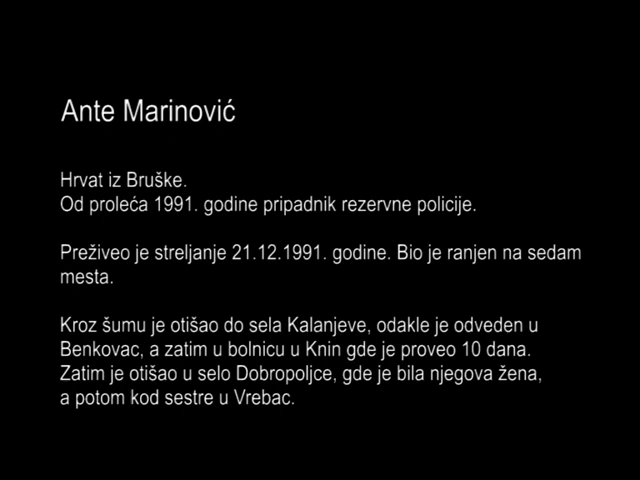 Ante Marinović
Hrvat iz Bruške.
Od proleća 1991. godine pripadnik rezervne policije.
Preživeo je streljanje 21.12.1991. godine. Bio je ranjen na sedam
mesta.
Kroz šumu je otišao do sela Kalanjeve, odakle je odveden u
Benkovac, a zatim u bolnicu u Knin gde je proveo 10 dana.
Zatim je otišao u selo Dobropoljce, gde je bila njegova žena,
a potom kod sestre u Vrebac.